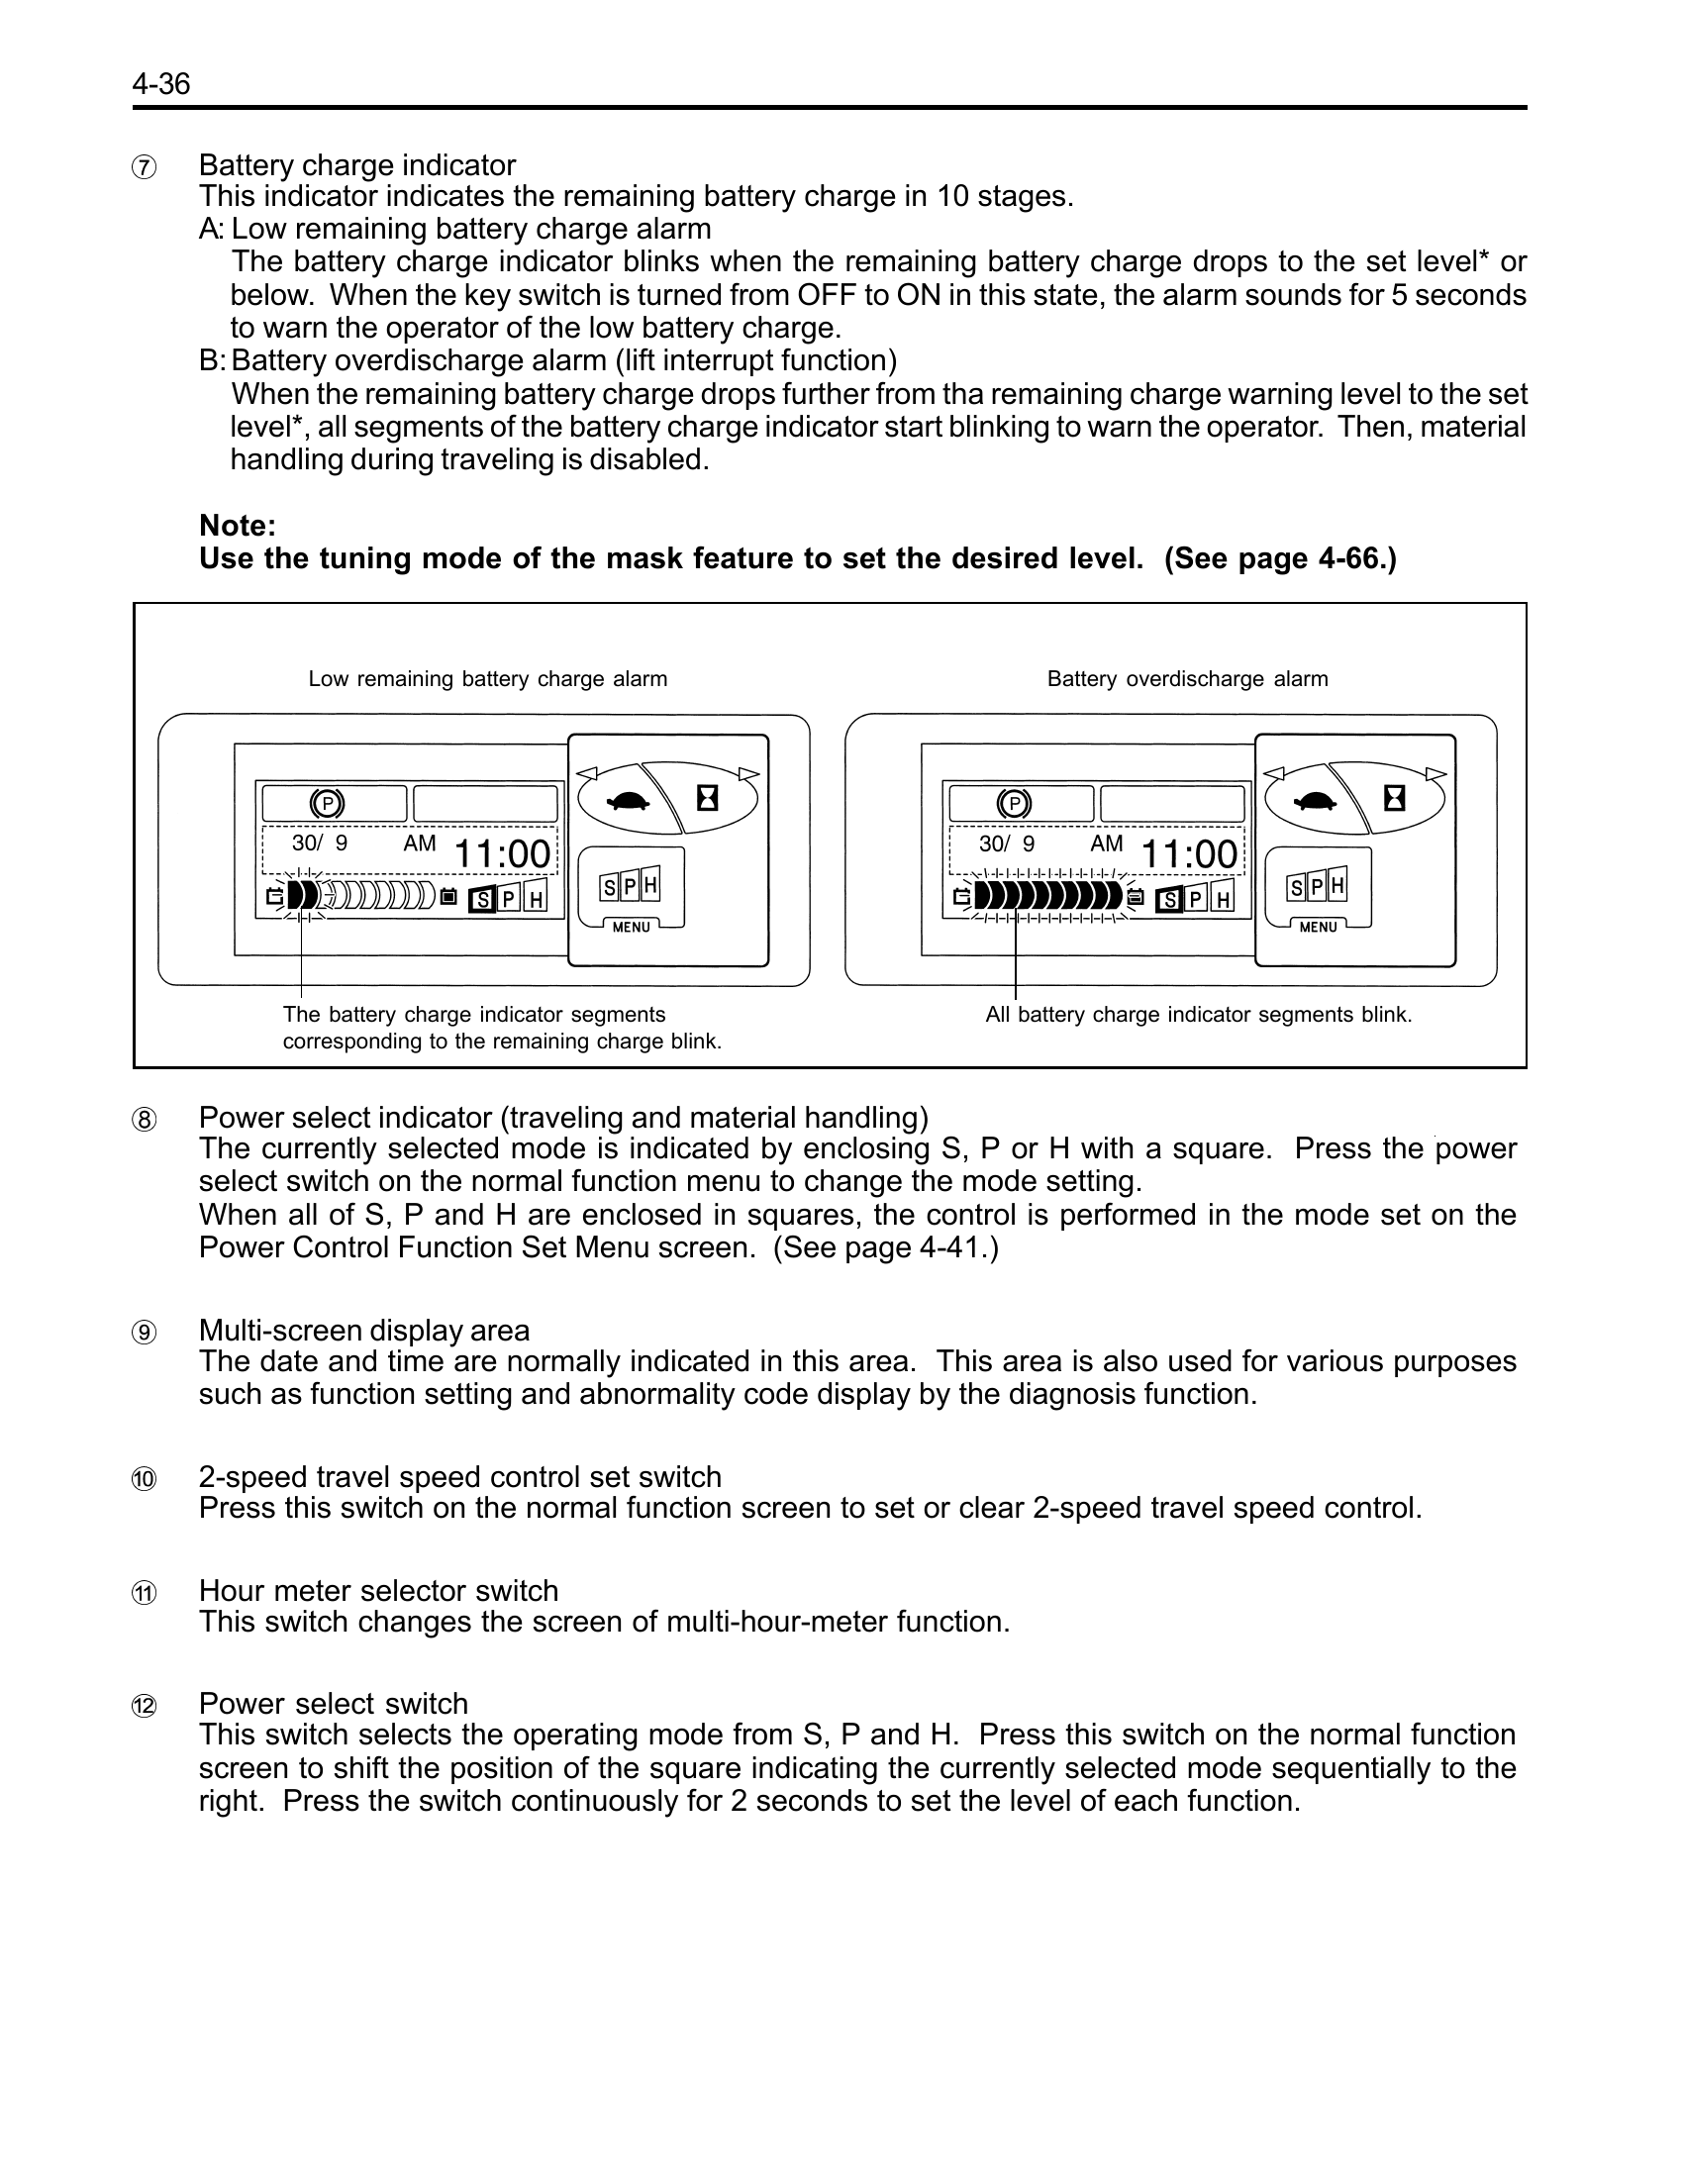 4-36
⑦ Battery charge indicator
This indicator indicates the remaining battery charge in 10 stages.
A: Low remaining battery charge alarm
The battery charge indicator blinks when the remaining battery charge drops to the set level* or
below. When the key switch is turned from OFF to ON in this state, the alarm sounds for 5 seconds
to warn the operator of the low battery charge.
B: Battery overdischarge alarm (lift interrupt function)
When the remaining battery charge drops further from tha remaining charge warning level to the set
level*, all segments of the battery charge indicator start blinking to warn the operator. Then, material
handling during traveling is disabled.
Note:
Use the tuning mode of the mask feature to set the desired level. (See page 4-66.)
Low remaining battery charge alarm
P
30/ 9 AM 11:00
S P H
S P H
MENU
The battery charge indicator segments
corresponding to the remaining charge blink.
Battery overdischarge alarm
P
30/ 9 AM 11:00
S P H
S P H
MENU
All battery charge indicator segments blink.
⑧ Power select indicator (traveling and material handling)
The currently selected mode is indicated by enclosing S, P or H with a square. Press the power
select switch on the normal function menu to change the mode setting.
When all of S, P and H are enclosed in squares, the control is performed in the mode set on the
Power Control Function Set Menu screen. (See page 4-41.)
⑨ Multi-screen display area
The date and time are normally indicated in this area. This area is also used for various purposes
such as function setting and abnormality code display by the diagnosis function.
⑩ 2-speed travel speed control set switch
Press this switch on the normal function screen to set or clear 2-speed travel speed control.
⑪ Hour meter selector switch
This switch changes the screen of multi-hour-meter function.
⑫ Power select switch
This switch selects the operating mode from S, P and H. Press this switch on the normal function
screen to shift the position of the square indicating the currently selected mode sequentially to the
right. Press the switch continuously for 2 seconds to set the level of each function.